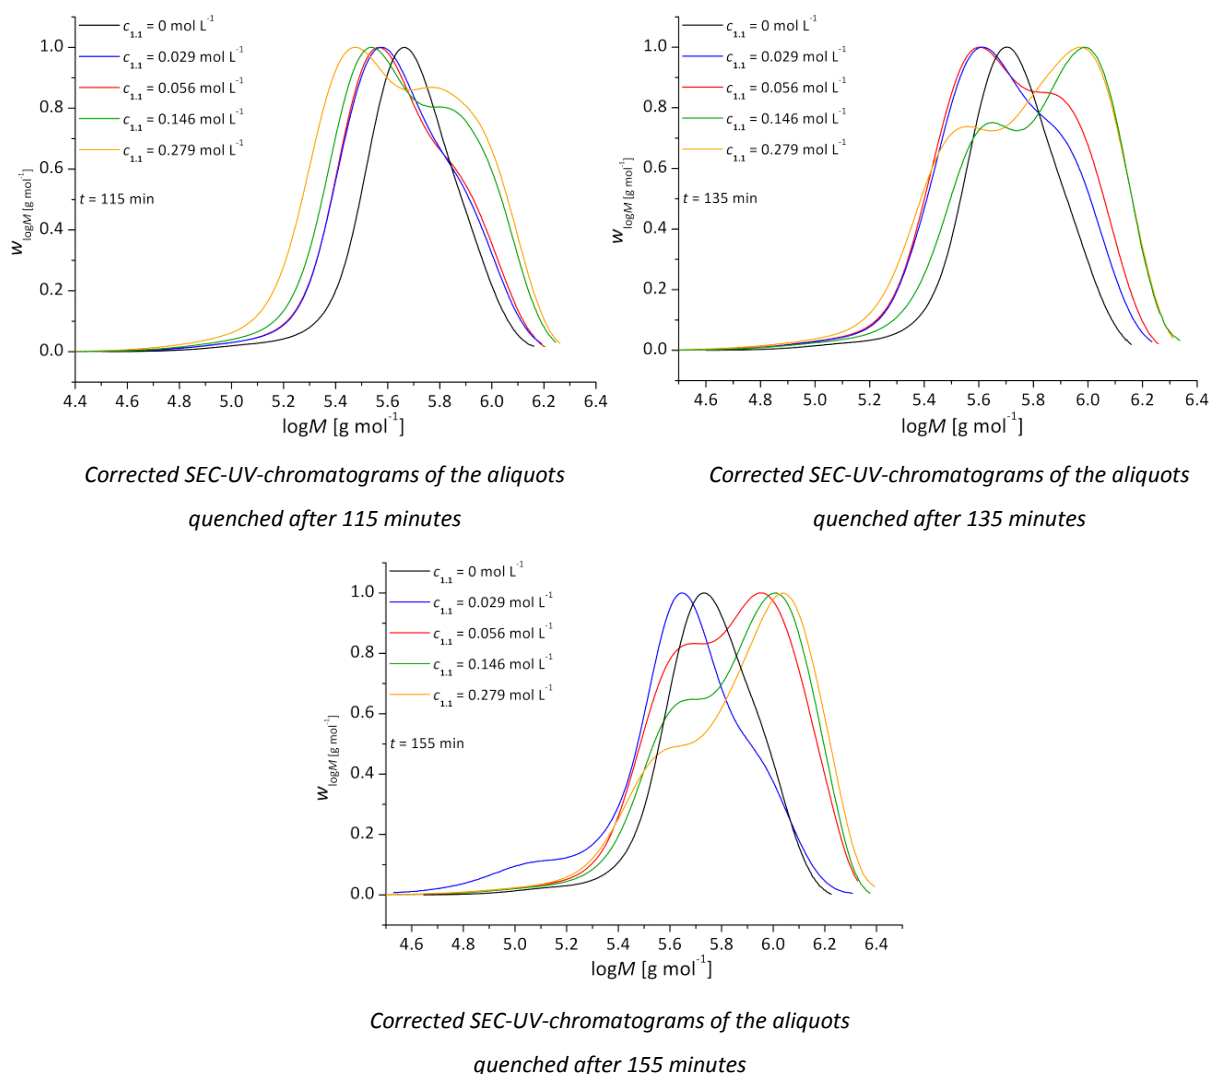 c1.1 = 0 mol L-1
c1.1 = 0.029 mol L-1
c1.1 = 0.056 mol L-1
c1.1 = 0.146 mol L-1
c1.1 = 0.279 mol L-1
t = 115 min
wlogM [g mol-1]
1.0
0.8
0.6
0.4
0.2
0.0
4.4 4.6 4.8 5.0 5.2 5.4 5.6 5.8 6.0 6.2 6.4
logM [g mol-1]
Corrected SEC-UV-chromatograms of the aliquots
quenched after 115 minutes
c1.1 = 0 mol L-1
c1.1 = 0.029 mol L-1
c1.1 = 0.056 mol L-1
c1.1 = 0.146 mol L-1
c1.1 = 0.279 mol L-1
t = 135 min
wlogM [g mol-1]
1.0
0.8
0.6
0.4
0.2
0.0
4.6 4.8 5.0 5.2 5.4 5.6 5.8 6.0 6.2 6.4
logM [g mol-1]
Corrected SEC-UV-chromatograms of the aliquots
quenched after 135 minutes
c1.1 = 0 mol L-1
c1.1 = 0.029 mol L-1
c1.1 = 0.056 mol L-1
c1.1 = 0.146 mol L-1
c1.1 = 0.279 mol L-1
t = 155 min
wlogM [g mol-1]
1.0
0.8
0.6
0.4
0.2
0.0
4.6 4.8 5.0 5.2 5.4 5.6 5.8 6.0 6.2 6.4
logM [g mol-1]
Corrected SEC-UV-chromatograms of the aliquots
quenched after 155 minutes